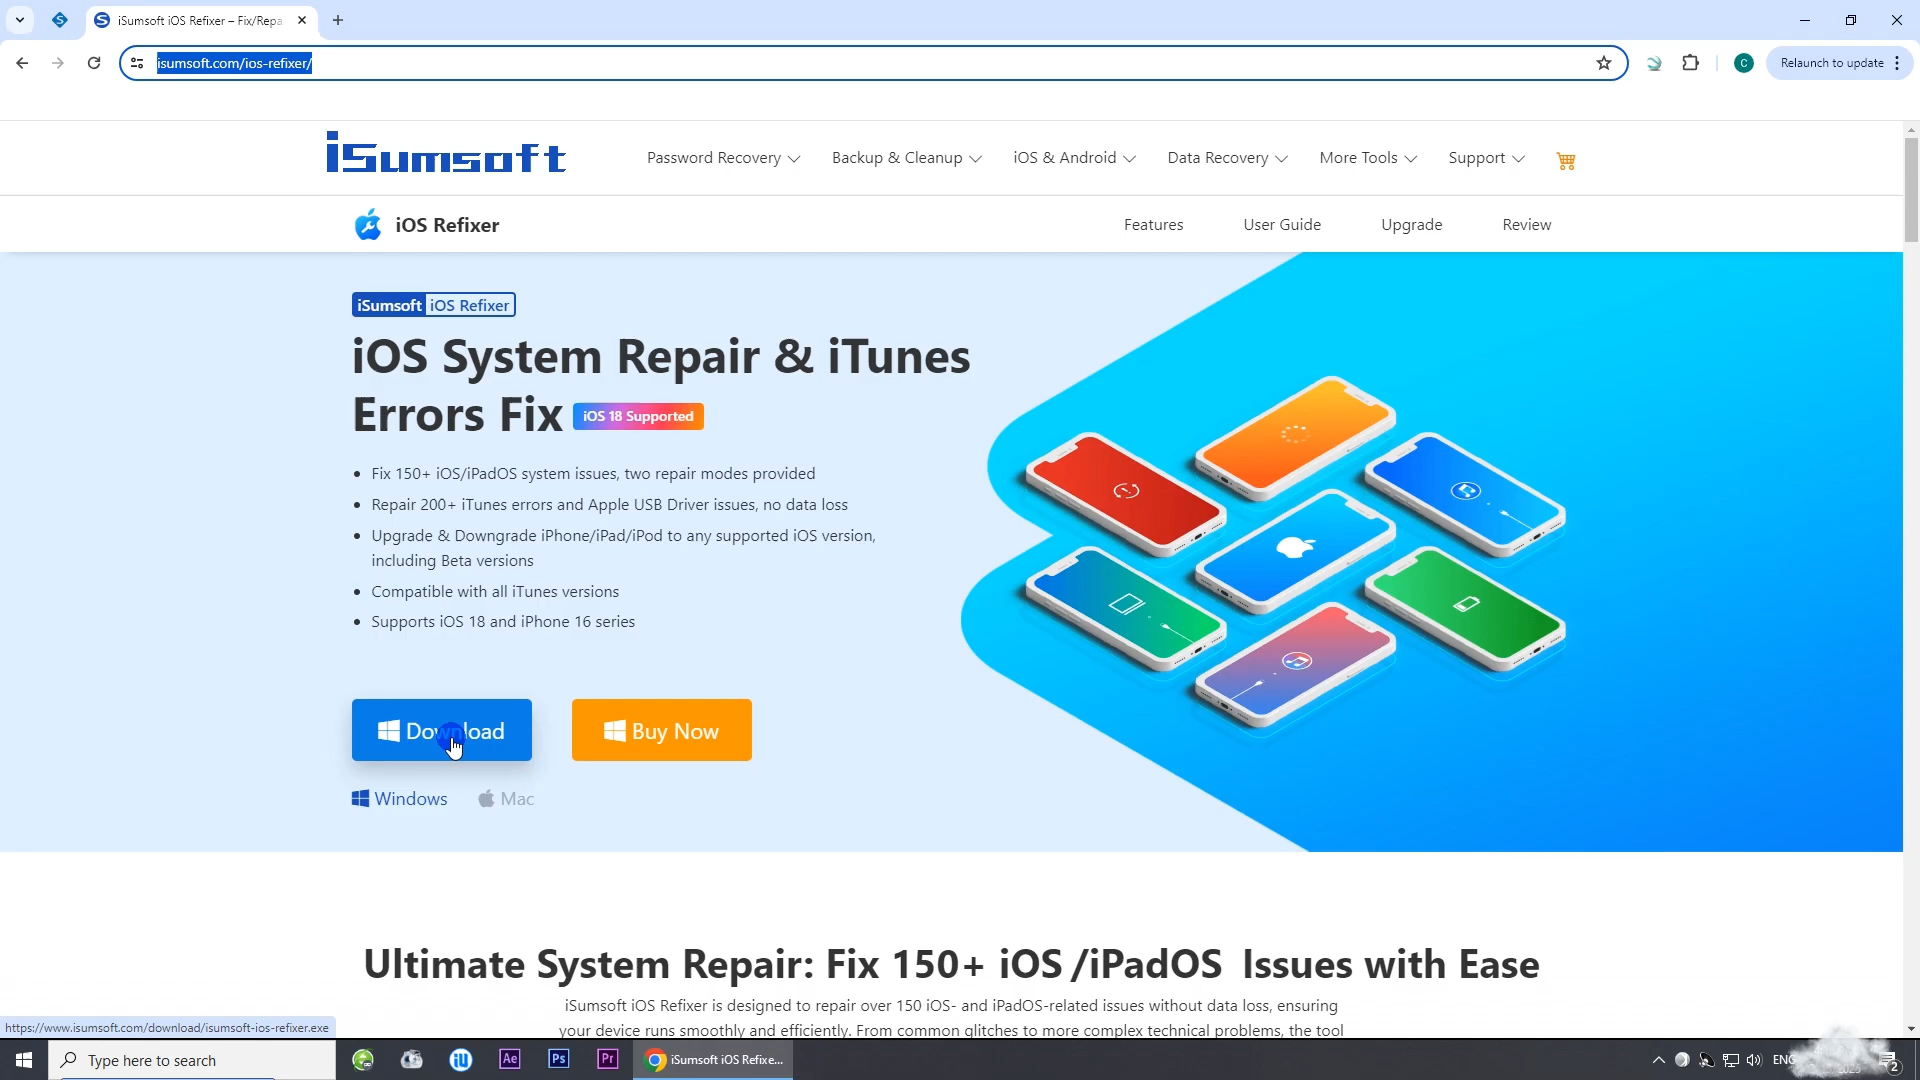 iSumsoft iOS Refixer – Fix/Repa
isumsoft.com/ios-refixer/
C
Relaunch to update
iSumsoft
Password Recovery
Backup & Cleanup
iOS & Android
Data Recovery
More Tools
Support
iOS Refixer
Features
User Guide
Upgrade
Review
iSumsoft iOS Refixer
iOS System Repair & iTunes
Errors Fix iOS 18 Supported
• Fix 150+ iOS/iPadOS system issues, two repair modes provided
• Repair 200+ iTunes errors and Apple USB Driver issues, no data loss
• Upgrade & Downgrade iPhone/iPad/iPod to any supported iOS version,
including Beta versions
• Compatible with all iTunes versions
• Supports iOS 18 and iPhone 16 series
Download
Buy Now
Windows
Mac
Ultimate System Repair: Fix 150+ iOS /iPadOS Issues with Ease
iSumsoft iOS Refixer is designed to repair over 150 iOS- and iPadOS-related issues without data loss, ensuring
your device runs smoothly and efficiently. From common glitches to more complex technical problems, the tool
https://www.isumsoft.com/download/isumsoft-ios-refixer.exe
Type here to search
iU
Ae
Ps
Pr
iSumsoft iOS Refixe...
ENG
2